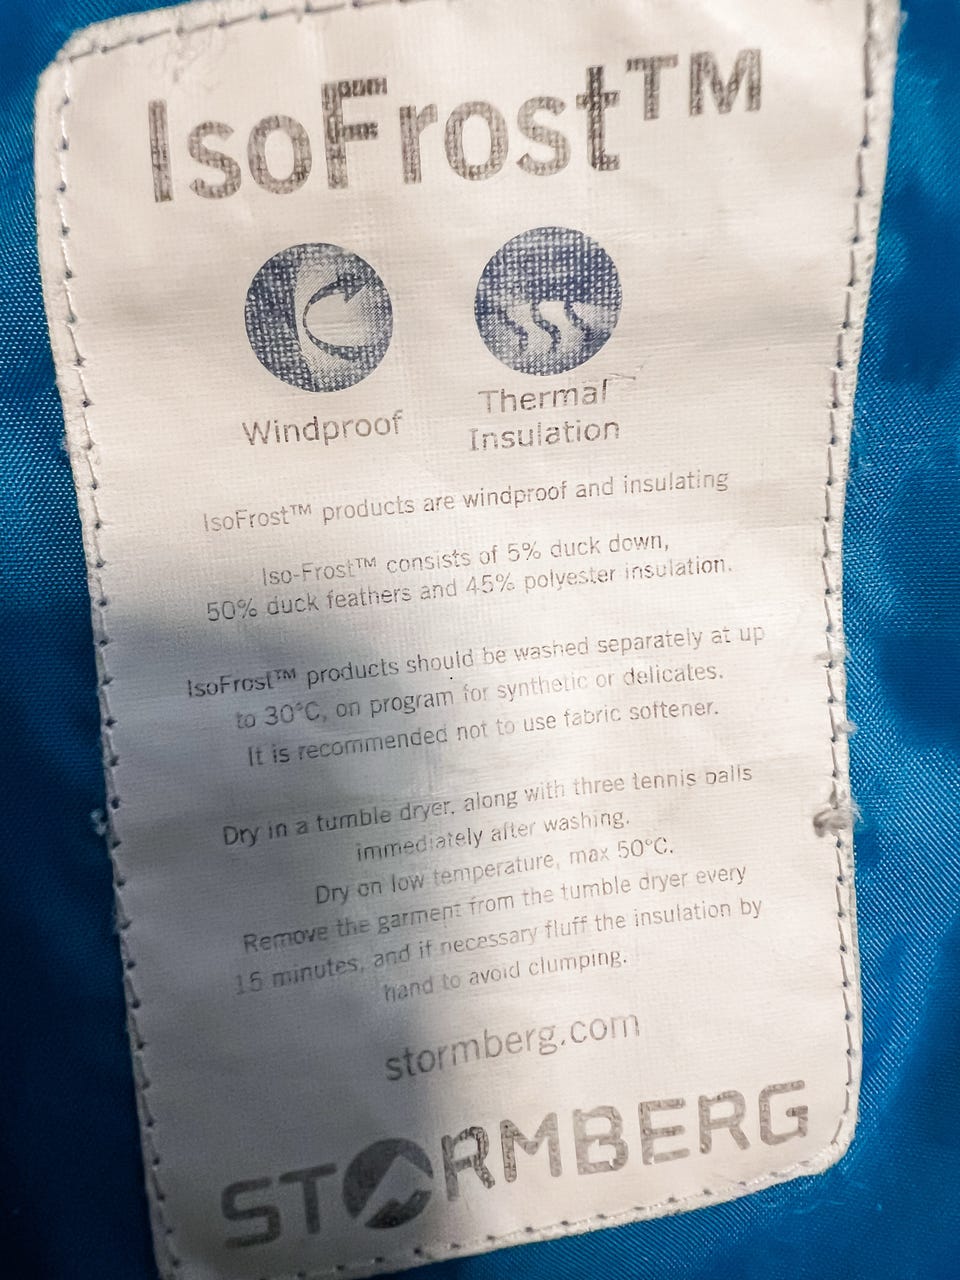 IsoFrost™
Windproof
Thermal
Insulation
IsoFrost™ products are windproof and insulating
Iso-Frost™ consists of 5% duck down,
50% duck feathers and 45% polyester insulation.
IsoFrost™ products should be washed separately at up
to 30°C, on program for synthetic or delicates.
It is recommended not to use fabric softener.
Dry in a tumble dryer, along with three tennis balls
immediately after washing.
Dry on low temperature, max 50°C.
Remove the garment from the tumble dryer every
15 minutes, and if necessary fluff the insulation by
hand to avoid clumping.
stormberg.com
STORMBERG